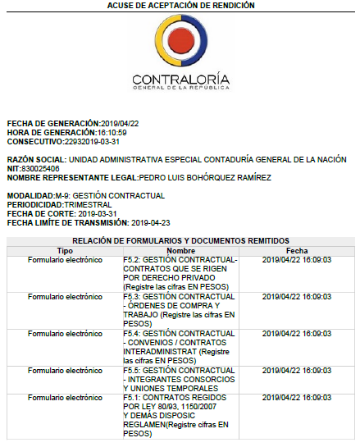 ACUSE DE ACEPTACIÓN DE RENDICIÓN
CONTRALORÍA
GENERAL DE LA REPÚBLICA
FECHA DE GENERACIÓN:2019/04/22
HORA DE GENERACIÓN:16:10:59
CONSECUTIVO:22932019-03-31
RAZÓN SOCIAL: UNIDAD ADMINISTRATIVA ESPECIAL CONTADURÍA GENERAL DE LA NACIÓN
NIT:830025406
NOMBRE REPRESENTANTE LEGAL:PEDRO LUIS BOHÓRQUEZ RAMÍREZ
MODALIDAD:M-9: GESTIÓN CONTRACTUAL
PERIODICIDAD:TRIMESTRAL
FECHA DE CORTE: 2019-03-31
FECHA LIMÍTE DE TRANSMISIÓN: 2019-04-23
RELACIÓN DE FORMULARIOS Y DOCUMENTOS REMITIDOS
Tipo Nombre Fecha
Formulario electrónico F5.2: GESTIÓN CONTRACTUAL- 2019/04/22 16:09:03
CONTRATOS QUE SE RIGEN
POR DERECHO PRIVADO
(Registre las cifras EN PESOS)
Formulario electrónico F5.3: GESTIÓN CONTRACTUAL 2019/04/22 16:09:03
- ÓRDENES DE COMPRA Y
TRABAJO (Registre las cifras EN
PESOS)
Formulario electrónico F5.4: GESTIÓN CONTRACTUAL 2019/04/22 16:09:03
- CONVENIOS / CONTRATOS
INTERADMINISTRAT (Registre
las cifras EN PESOS)
Formulario electrónico F5.5: GESTIÓN CONTRACTUAL 2019/04/22 16:09:03
- INTEGRANTES CONSORCIOS
Y UNIONES TEMPORALES
Formulario electrónico F5.1: CONTRATOS REGIDOS 2019/04/22 16:09:03
POR LEY 80/93, 1150/2007
Y DEMÁS DISPOSIC
REGLAMEN(Registre cifras EN
PESOS)